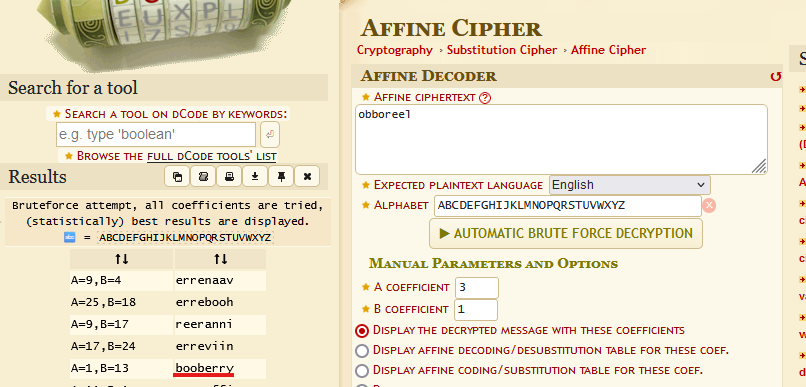 EUXPL
Search for a tool
★ SEARCH A TOOL ON DCODE BY KEYWORDS:
e.g. type 'boolean'
★ BROWSE THE FULL DCODE TOOLS' LIST
Results
Bruteforce attempt, all coefficients are tried,
(statistically) best results are displayed.
= ABCDEFGHIJKLMNOPQRSTUVWXYZ
↑↓ ↑↓
A=9,B=4 errenaav
A=25,B=18 errebooh
A=9,B=17 reeranni
A=17,B=24 erreviin
A=1,B=13 booberry
AFFINE CIPHER
Cryptography › Substitution Cipher › Affine Cipher
AFFINE DECODER
★ AFFINE CIPHERTEXT ?
obboreel
★ EXPECTED PLAINTEXT LANGUAGE English
★ ALPHABET ABCDEFGHIJKLMNOPQRSTUVWXYZ
▶ AUTOMATIC BRUTE FORCE DECRYPTION
MANUAL PARAMETERS AND OPTIONS
★ A COEFFICIENT 3
★ B COEFFICIENT 1
DISPLAY THE DECRYPTED MESSAGE WITH THESE COEFFICIENTS
DISPLAY AFFINE DECODING/DESUBSTITUTION TABLE FOR THESE COEF.
DISPLAY AFFINE CODING/SUBSTITUTION TABLE FOR THESE COEF.
S